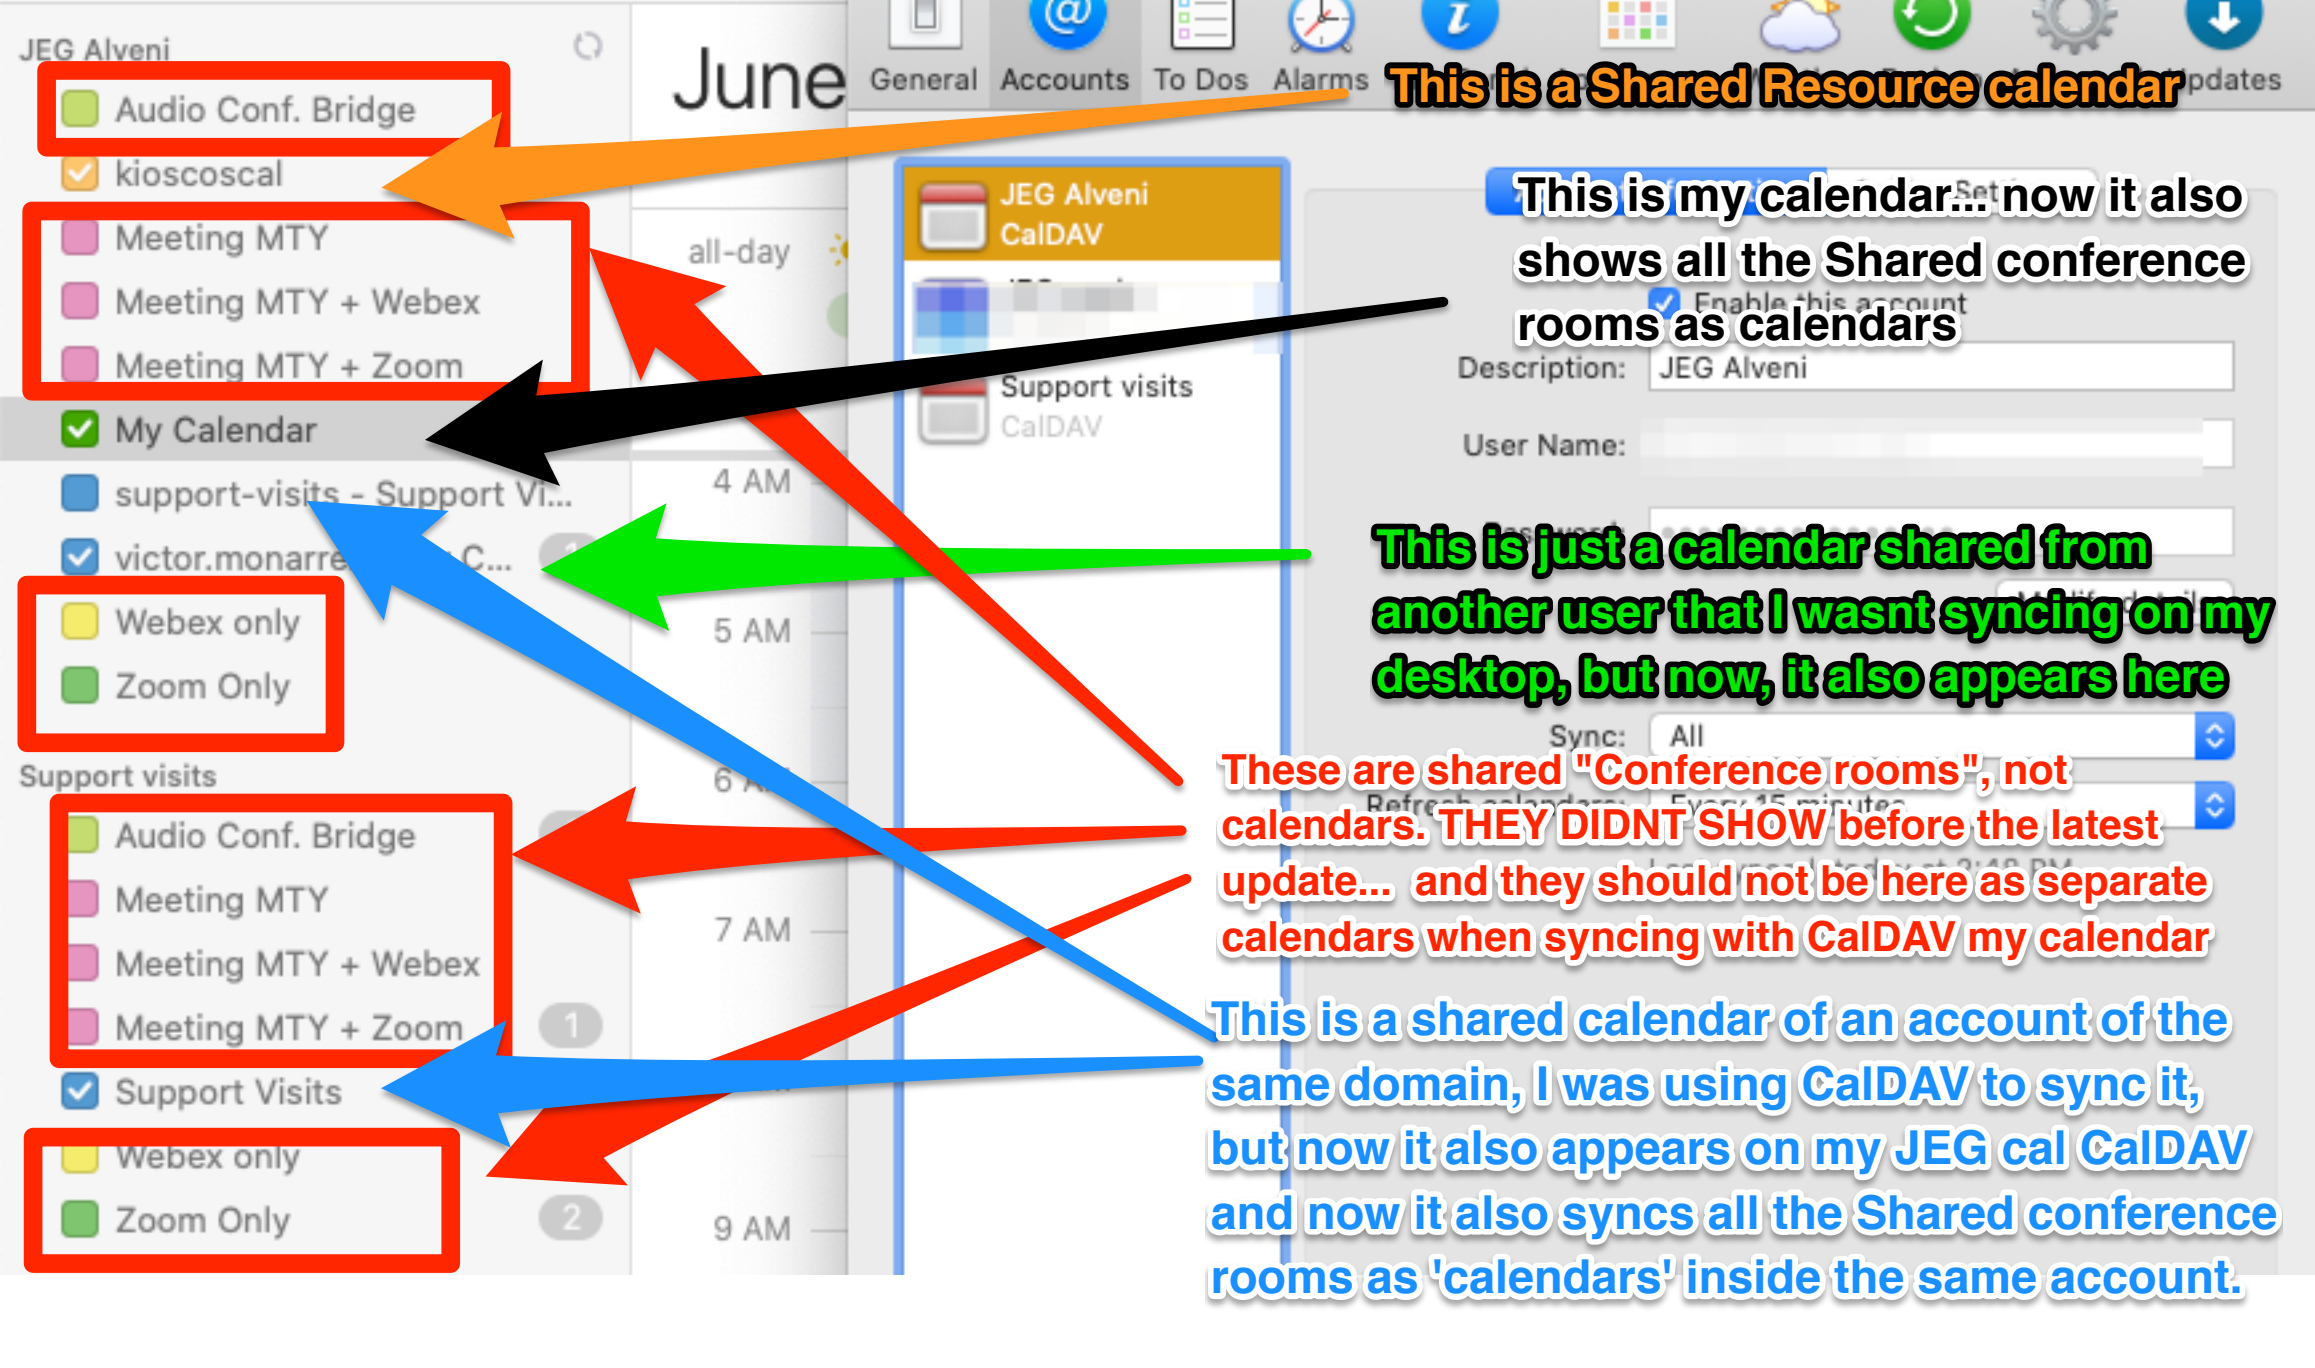 JEG Alveni
Audio Conf. Bridge
kioscoscal
Meeting MTY
Meeting MTY + Webex
Meeting MTY + Zoom
My Calendar
support-visits - Support Vi...
victor.monarre C...
Webex only
Zoom Only
Support visits
Audio Conf. Bridge
Meeting MTY
Meeting MTY + Webex
Meeting MTY + Zoom
1
Support Visits
Webex only
Zoom Only
2
June
all-day
4 AM
5 AM
6
7 AM
9 AM
General
Accounts
To Dos
Alarms
Updates
This is a Shared Resource calendar
JEG Alveni
CalDAV
Support visits
CalDAV
This is my calendar... now it also
shows all the Shared conference
rooms as calendars
Enable this account
Description:
JEG Alveni
User Name:
This is just a calendar shared from
another user that I wasnt syncing on my
desktop, but now, it also appears here
Sync:
All
These are shared "Conference rooms", not
calendars. THEY DIDNT SHOW before the latest
update... and they should not be here as separate
calendars when syncing with CalDAV my calendar
This is a shared calendar of an account of the
same domain, I was using CalDAV to sync it,
but now it also appears on my JEG cal CalDAV
and now it also syncs all the Shared conference
rooms as 'calendars' inside the same account.